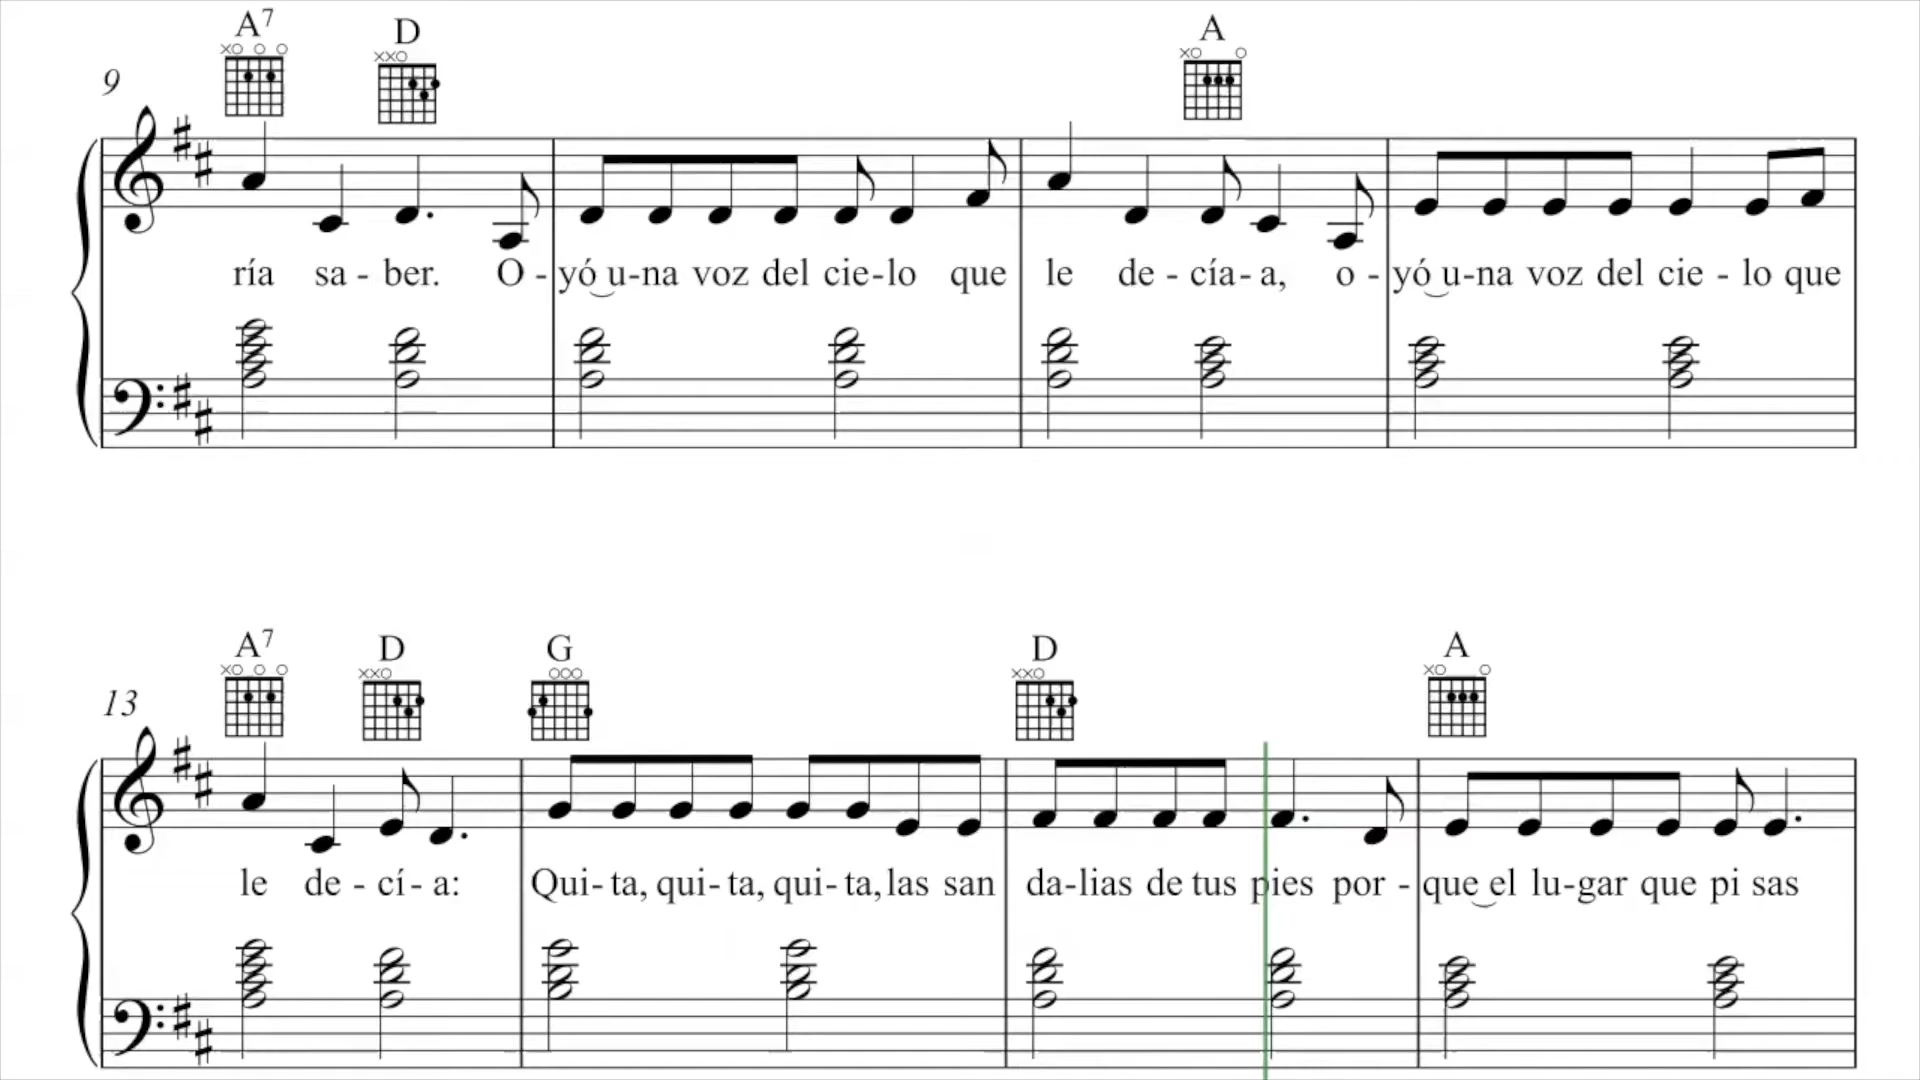 A7 D A
9
ría sa - ber. O - yó u-na voz del cie-lo que le de - cía-a, o - yó u-na voz del cie - lo que
A7 D G D A
13
le de - cí- a: Qui- ta, qui- ta, qui- ta, las san da-lias de tus pies por - que el lu-gar que pi sas